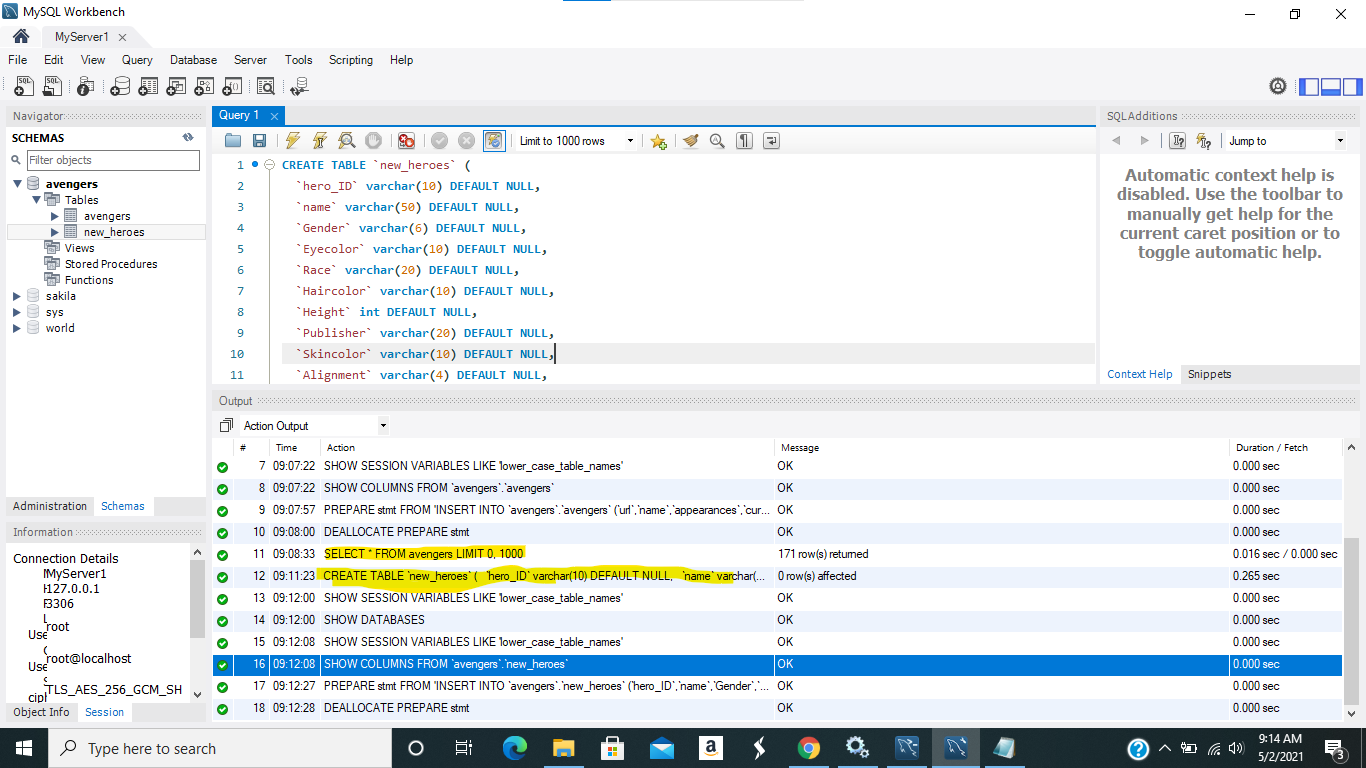 MySQL Workbench
MyServer1
File Edit View Query Database Server Tools Scripting Help
Navigator
SCHEMAS
Filter objects
avengers
Tables
avengers
new_heroes
Views
Stored Procedures
Functions
sakila
sys
world
Administration Schemas
Information
Connection Details
MyServer1
127.0.0.1
3306
root
Use
root@localhost
Use
TLS_AES_256_GCM_SH
Object Info Session
Query 1
Limit to 1000 rows
1 CREATE TABLE `new_heroes` (
2 `hero_ID` varchar(10) DEFAULT NULL,
3 `name` varchar(50) DEFAULT NULL,
4 `Gender` varchar(6) DEFAULT NULL,
5 `Eyecolor` varchar(10) DEFAULT NULL,
6 `Race` varchar(20) DEFAULT NULL,
7 `Haircolor` varchar(10) DEFAULT NULL,
8 `Height` int DEFAULT NULL,
9 `Publisher` varchar(20) DEFAULT NULL,
10 `Skincolor` varchar(10) DEFAULT NULL,
11 `Alignment` varchar(4) DEFAULT NULL,
SQLAdditions
Jump to
Automatic context help is
disabled. Use the toolbar to
manually get help for the
current caret position or to
toggle automatic help.
Context Help Snippets
Output
Action Output
# Time Action Message Duration / Fetch
7 09:07:22 SHOW SESSION VARIABLES LIKE 'lower_case_table_names' OK 0.000 sec
8 09:07:22 SHOW COLUMNS FROM `avengers`.`avengers` OK 0.000 sec
9 09:07:57 PREPARE stmt FROM 'INSERT INTO `avengers`.`avengers` (`url`,`name`,`appearances`,`cur... OK 0.000 sec
10 09:08:00 DEALLOCATE PREPARE stmt OK 0.000 sec
11 09:08:33 SELECT * FROM avengers LIMIT 0, 1000 171 row(s) returned 0.016 sec / 0.000 sec
12 09:11:23 CREATE TABLE `new_heroes` ( `hero_ID` varchar(10) DEFAULT NULL, `name` varchar(... 0 row(s) affected 0.265 sec
13 09:12:00 SHOW SESSION VARIABLES LIKE 'lower_case_table_names' OK 0.000 sec
14 09:12:00 SHOW DATABASES OK 0.000 sec
15 09:12:08 SHOW SESSION VARIABLES LIKE 'lower_case_table_names' OK 0.000 sec
16 09:12:08 SHOW COLUMNS FROM `avengers`.`new_heroes` OK 0.000 sec
17 09:12:27 PREPARE stmt FROM 'INSERT INTO `avengers`.`new_heroes` (`hero_ID`,`name`,`Gender`,`... OK 0.000 sec
18 09:12:28 DEALLOCATE PREPARE stmt OK 0.000 sec
Type here to search
9:14 AM
5/2/2021
3